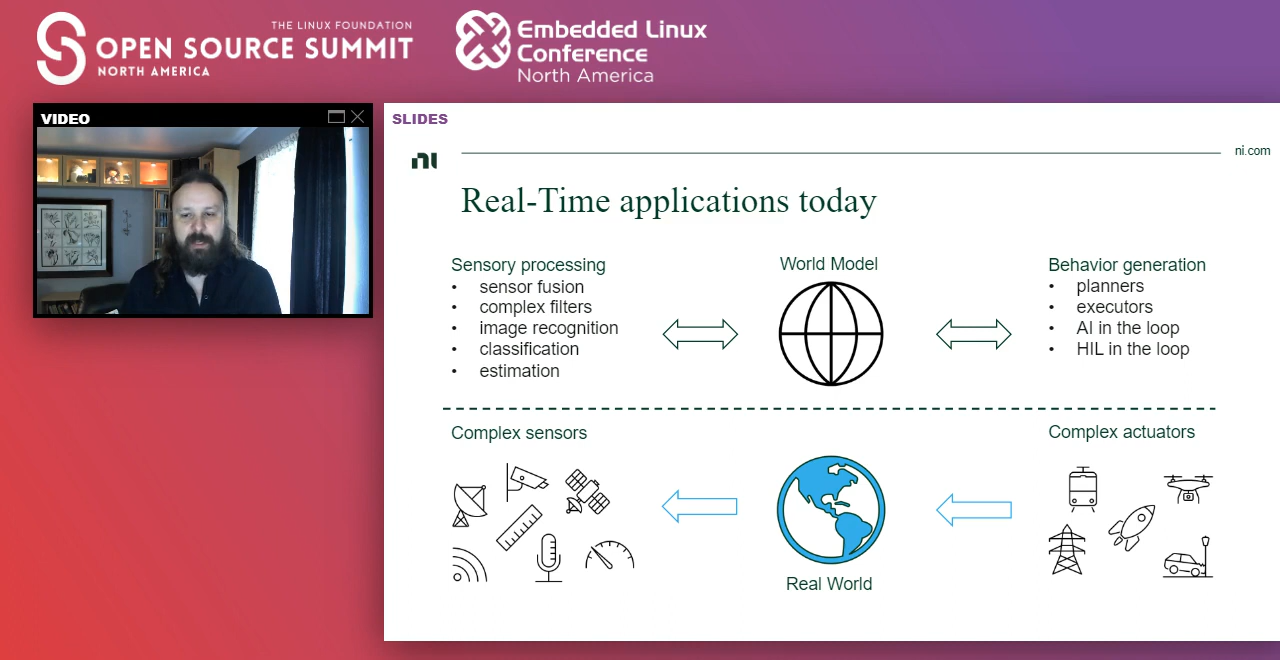 THE LINUX FOUNDATION
OPEN SOURCE SUMMIT
NORTH AMERICA
Embedded Linux
Conference
North America
VIDEO
SLIDES
ni
ni.com
Real-Time applications today
Sensory processing
• sensor fusion
• complex filters
• image recognition
• classification
• estimation
World Model
Behavior generation
• planners
• executors
• AI in the loop
• HIL in the loop
Complex sensors
Real World
Complex actuators